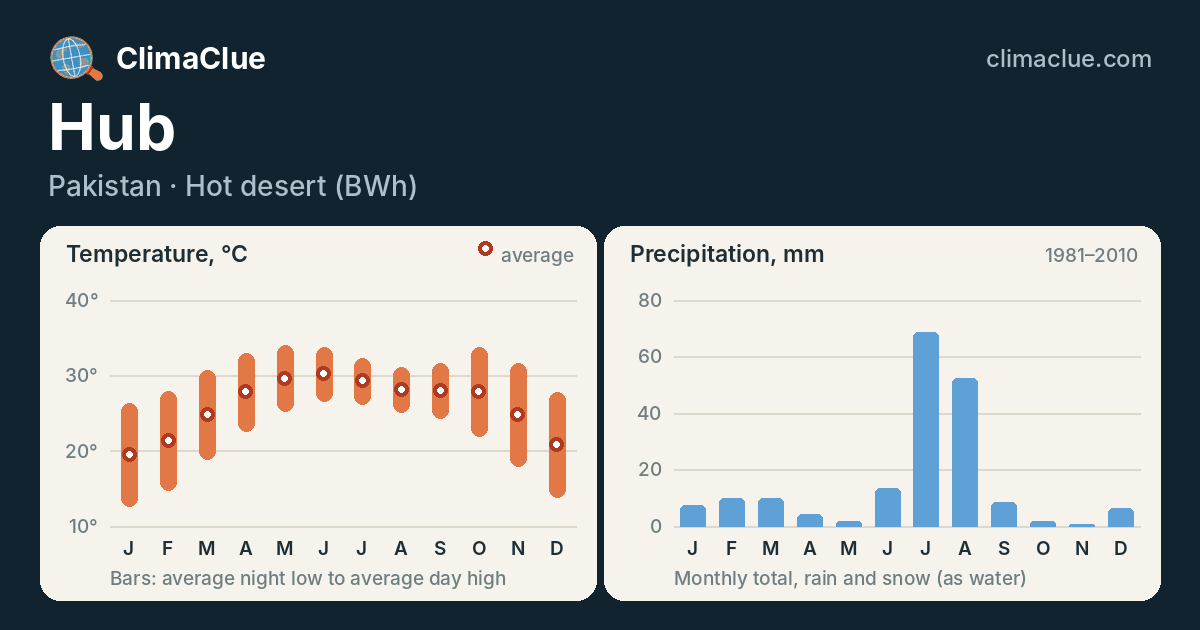 ClimaClue
climaclue.com
Hub
Pakistan · Hot desert (BWh)
Temperature, °C
average
40°
30°
20°
10°
J F M A M J J A S O N D
Bars: average night low to average day high
Precipitation, mm
1981–2010
80
60
40
20
0
J F M A M J J A S O N D
Monthly total, rain and snow (as water)